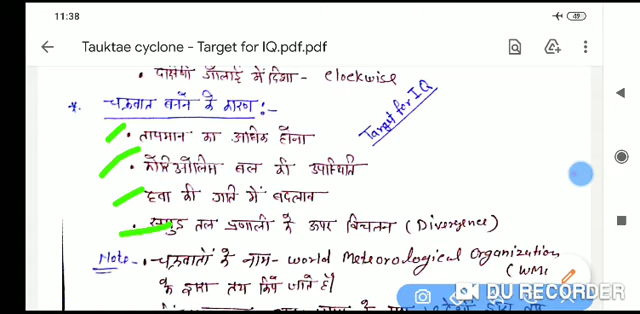 11:38
49
Tauktae cyclone - Target for IQ.pdf.pdf
• दक्षिणी गोलार्द्ध में दिशा - Clockwise
* चक्रवात बनने के कारण :-
Target for IQ
• तापमान का अधिक होना
• कोरिओलिस बल की उपस्थिति
• हवा की गति में बदलाव
• समुद्र तल प्रणाली के ऊपर विचलन (Divergence)
Note - • चक्रवातों के नाम - World Meteorological Organization
(WMO
के द्वारा तय किये जाते हैं।
DU RECORDER